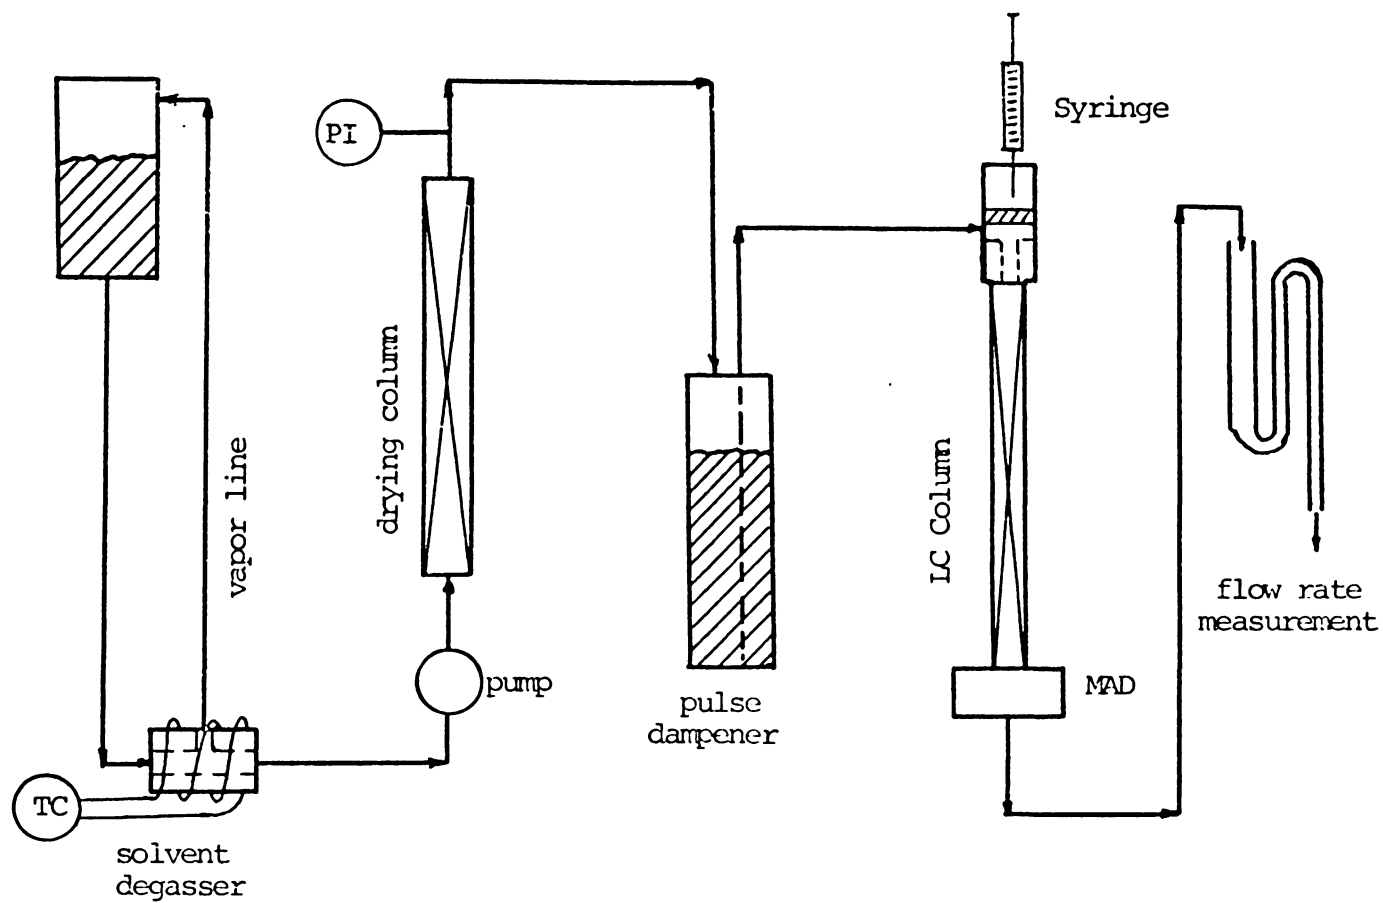 Syringe
PI
drying column
vapor line
LC Column
flow rate
measurement
pump
MAD
pulse
dampener
TC
solvent
degasser